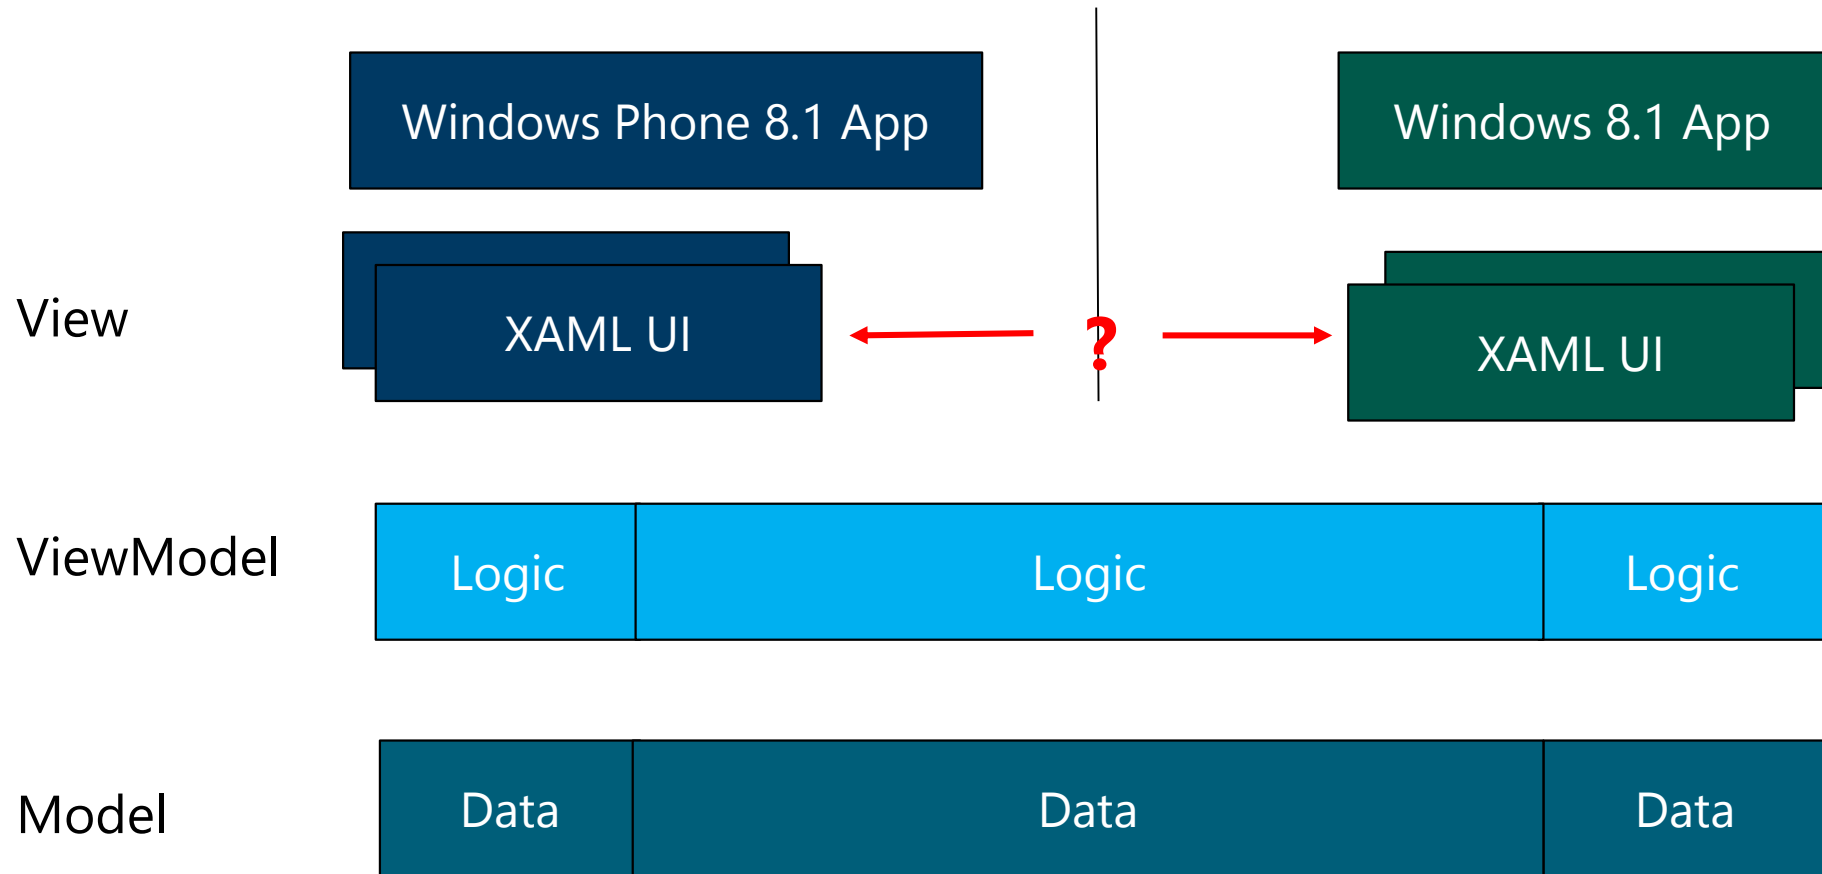 Windows Phone 8.1 App
Windows 8.1 App
View
XAML UI
?
XAML UI
ViewModel
Logic
Logic
Logic
Model
Data
Data
Data